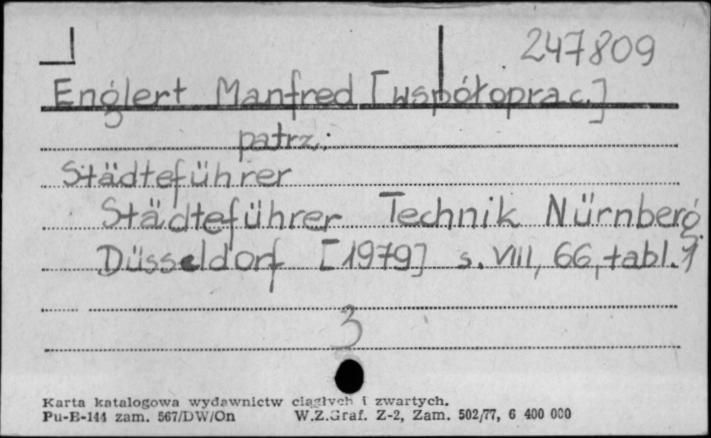 247809
Englert Manfred [współoprac.]
patrz:
Städteführer
Städteführer Technik Nürnberg.
Düsseldorf [1979] s. VIII, 66, tabl. 1
3
Karta katalogowa wydawnictw ciągłych i zwartych.
Pu-B-144 zam. 567/DW/On W.Z.Graf. Z-2, Zam. 502/77, 6 400 000